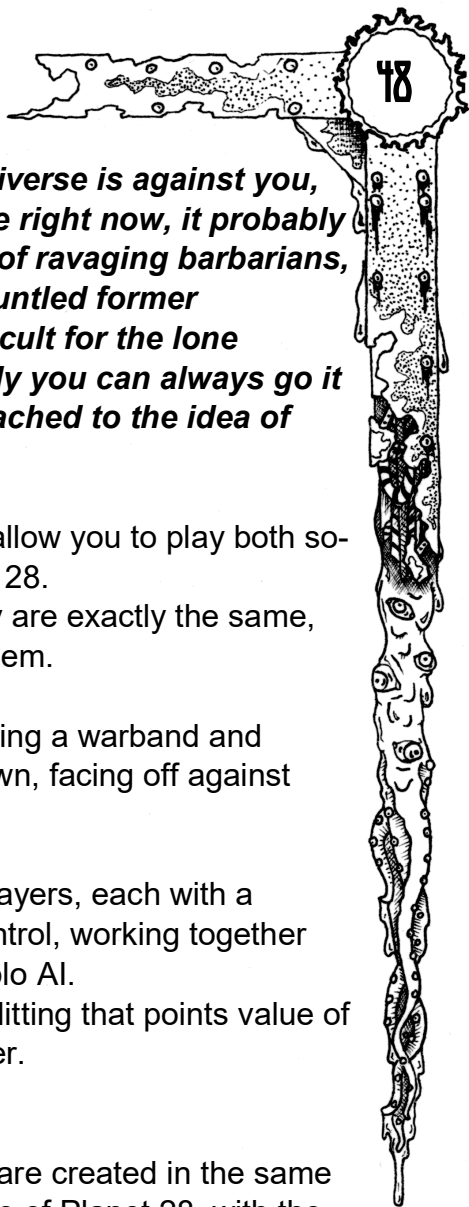 48
iverse is against you,
e right now, it probably
of ravaging barbarians,
untled former
cult for the lone
ly you can always go it
ached to the idea of
allow you to play both so-
28.
y are exactly the same,
em.
ing a warband and
wn, facing off against
ayers, each with a
ntrol, working together
olo AI.
litting that points value of
er.
are created in the same
of Planet 28, with the